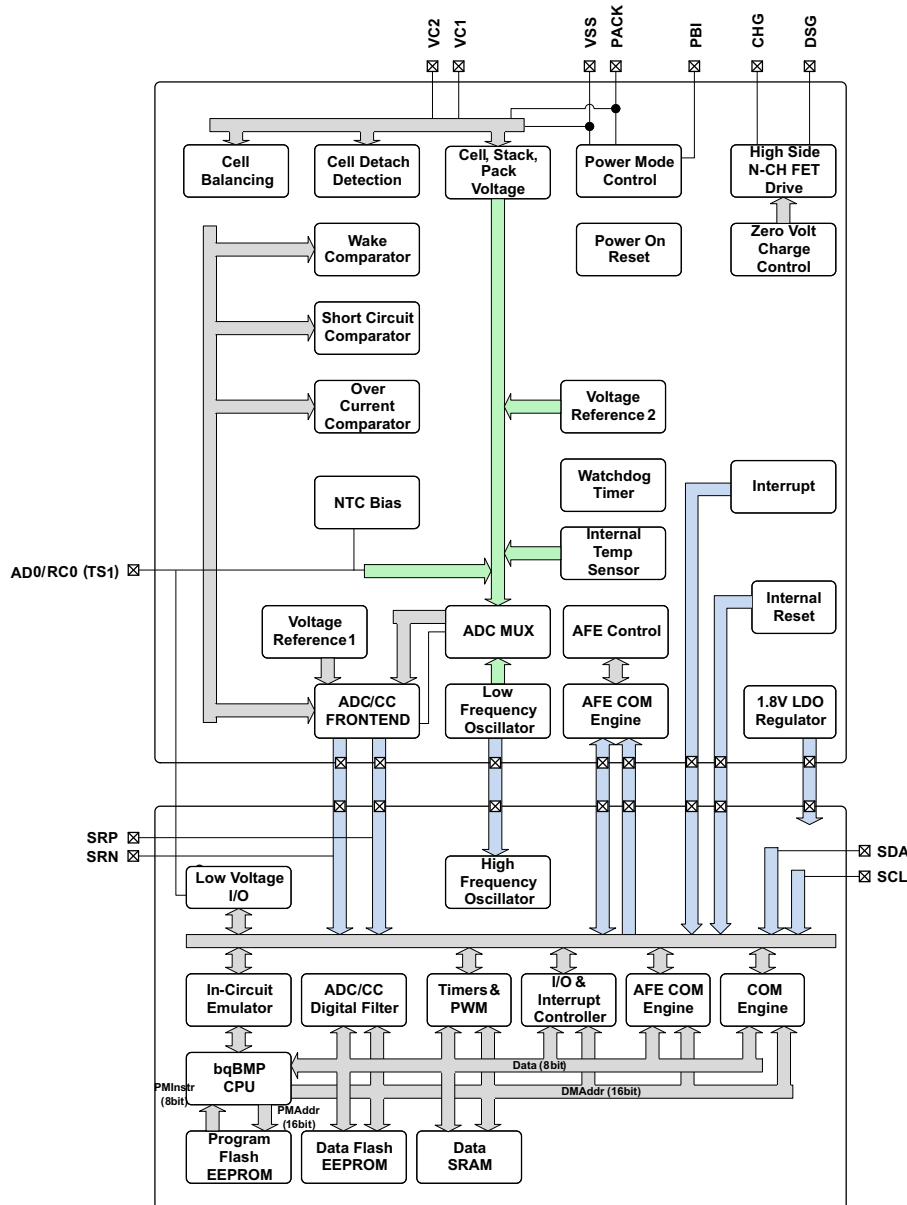 VC2
VC1
VSS
PACK
PBI
CHG
DSG
Cell
Balancing
Cell Detach
Detection
Cell, Stack,
Pack
Voltage
Power Mode
Control
High Side
N-CH FET
Drive
Wake
Comparator
Power On
Reset
Zero Volt
Charge
Control
Short Circuit
Comparator
Over
Current
Comparator
Voltage
Reference 2
NTC Bias
Watchdog
Timer
Interrupt
AD0/RC0 (TS1)
Internal
Temp
Sensor
Voltage
Reference 1
ADC MUX
AFE Control
Internal
Reset
ADC/CC
FRONTEND
Low
Frequency
Oscillator
AFE COM
Engine
1.8V LDO
Regulator
SRP
SRN
SDA
SCL
Low Voltage
I/O
High
Frequency
Oscillator
In-Circuit
Emulator
ADC/CC
Digital Filter
Timers &
PWM
I/O &
Interrupt
Controller
AFE COM
Engine
COM
Engine
bqBMP
CPU
Data (8bit)
DMAddr (16bit)
PMInstr
(8bit)
PMAddr
(16bit)
Program
Flash
EEPROM
Data Flash
EEPROM
Data
SRAM